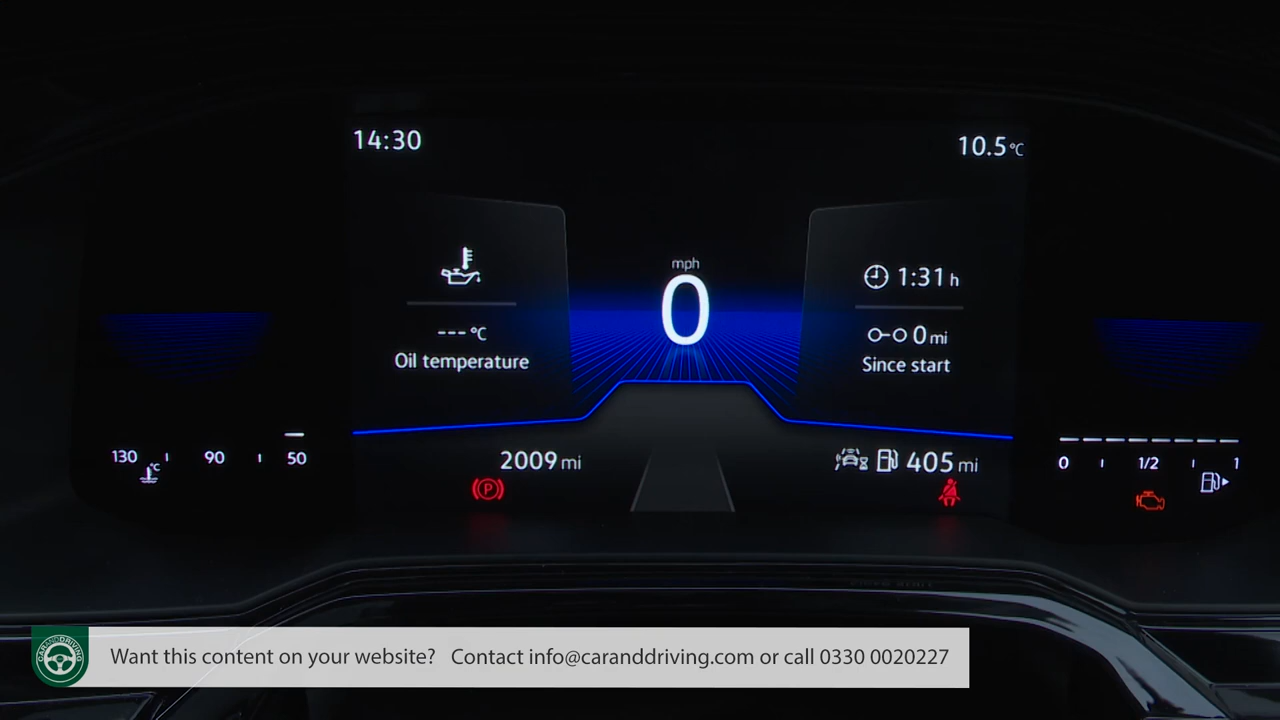 14:30
10.5 °C
mph
0
--- °C
Oil temperature
1:31 h
0 mi
Since start
130 90 50
°C
2009 mi
P
405 mi
0 1/2 1
CARANDDRIVING
Want this content on your website? Contact info@caranddriving.com or call 0330 0020227